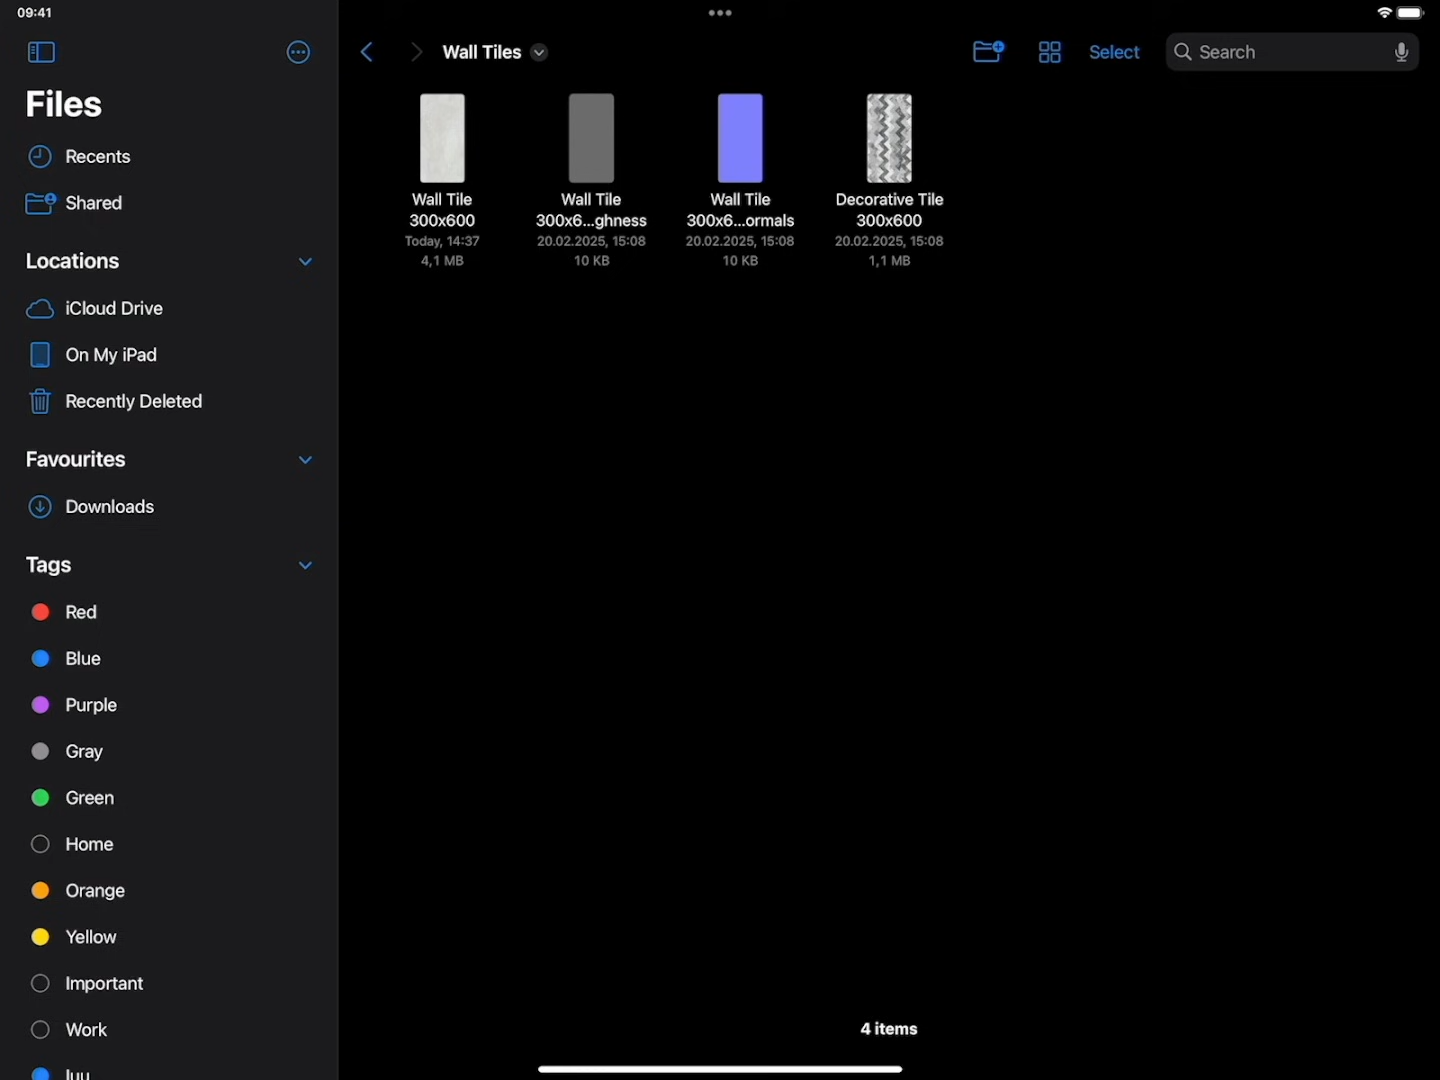 09:41
Files
Recents
Shared
Locations
iCloud Drive
On My iPad
Recently Deleted
Favourites
Downloads
Tags
Red
Blue
Purple
Gray
Green
Home
Orange
Yellow
Important
Work
Wall Tiles
Select
Search
Wall Tile
300x600
Today, 14:37
4,1 MB
Wall Tile
300x6...ghness
20.02.2025, 15:08
10 KB
Wall Tile
300x6...ormals
20.02.2025, 15:08
10 KB
Decorative Tile
300x600
20.02.2025, 15:08
1,1 MB
4 items